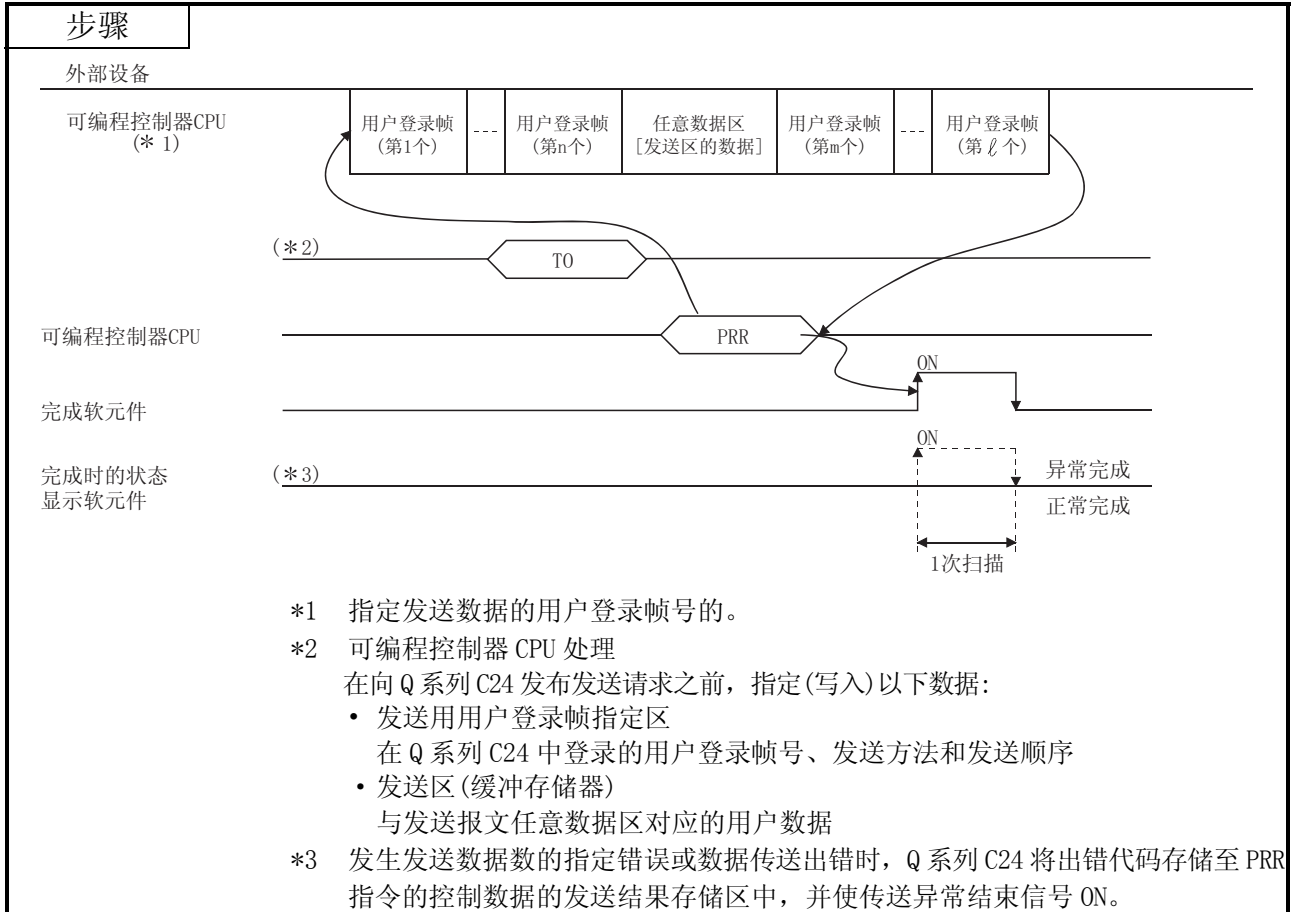 步骤
外部设备
可编程控制器CPU
(* 1)
用户登录帧
(第1个)
用户登录帧
(第n个)
任意数据区
[发送区的数据]
用户登录帧
(第m个)
用户登录帧
(第ℓ个)
(*2)
TO
可编程控制器CPU
PRR
ON
完成软元件
ON
完成时的状态
显示软元件
(*3)
异常完成
正常完成
1次扫描
*1 指定发送数据的用户登录帧号的。
*2 可编程控制器 CPU 处理
在向 Q 系列 C24 发布发送请求之前，指定(写入)以下数据:
• 发送用用户登录帧指定区
在 Q 系列 C24 中登录的用户登录帧号、发送方法和发送顺序
• 发送区(缓冲存储器)
与发送报文任意数据区对应的用户数据
*3 发生发送数据数的指定错误或数据传送出错时，Q 系列 C24 将出错代码存储至 PRR
指令的控制数据的发送结果存储区中，并使传送异常结束信号 ON。